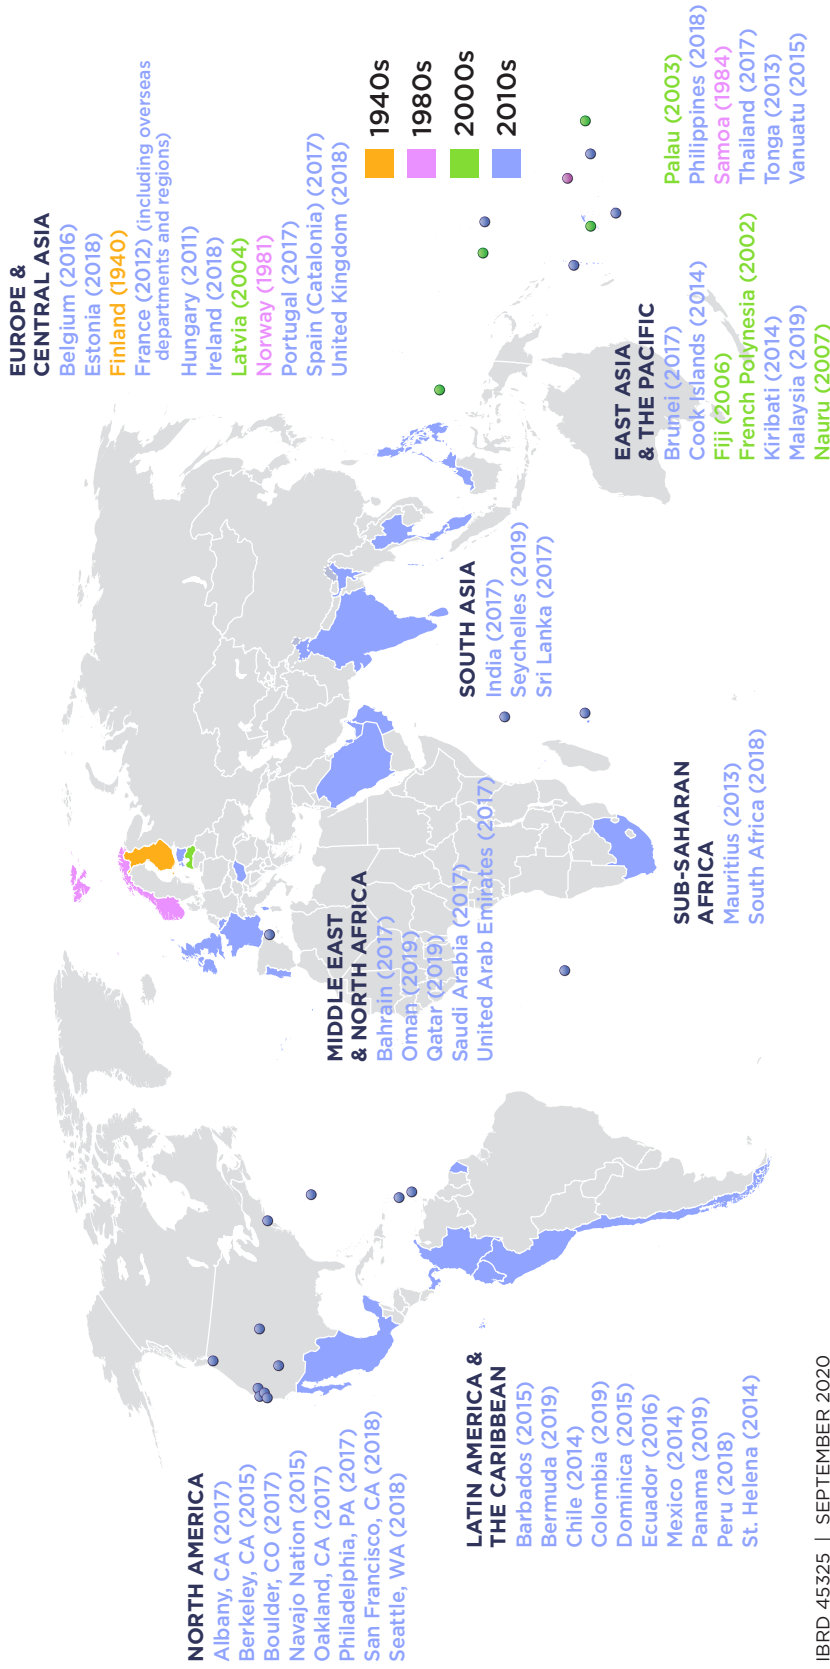 NORTH AMERICA
Albany, CA (2017)
Berkeley, CA (2015)
Boulder, CO (2017)
Navajo Nation (2015)
Oakland, CA (2017)
Philadelphia, PA (2017)
San Francisco, CA (2018)
Seattle, WA (2018)
LATIN AMERICA &
THE CARIBBEAN
Barbados (2015)
Bermuda (2019)
Chile (2014)
Colombia (2019)
Dominica (2015)
Ecuador (2016)
Mexico (2014)
Panama (2019)
Peru (2018)
St. Helena (2014)
MIDDLE EAST
& NORTH AFRICA
Bahrain (2017)
Oman (2019)
Qatar (2019)
Saudi Arabia (2017)
United Arab Emirates (2017)
SUB-SAHARAN
AFRICA
Mauritius (2013)
South Africa (2018)
SOUTH ASIA
India (2017)
Seychelles (2019)
Sri Lanka (2017)
EUROPE &
CENTRAL ASIA
Belgium (2016)
Estonia (2018)
Finland (1940)
France (2012) (including overseas
departments and regions)
Hungary (2011)
Ireland (2018)
Latvia (2004)
Norway (1981)
Portugal (2017)
Spain (Catalonia) (2017)
United Kingdom (2018)
1940s
1980s
2000s
2010s
EAST ASIA
& THE PACIFIC
Brunei (2017)
Cook Islands (2014)
Fiji (2006)
French Polynesia (2002)
Kiribati (2014)
Malaysia (2019)
Nauru (2007)
Palau (2003)
Philippines (2018)
Samoa (1984)
Thailand (2017)
Tonga (2013)
Vanuatu (2015)
IBRD 45325 | SEPTEMBER 2020